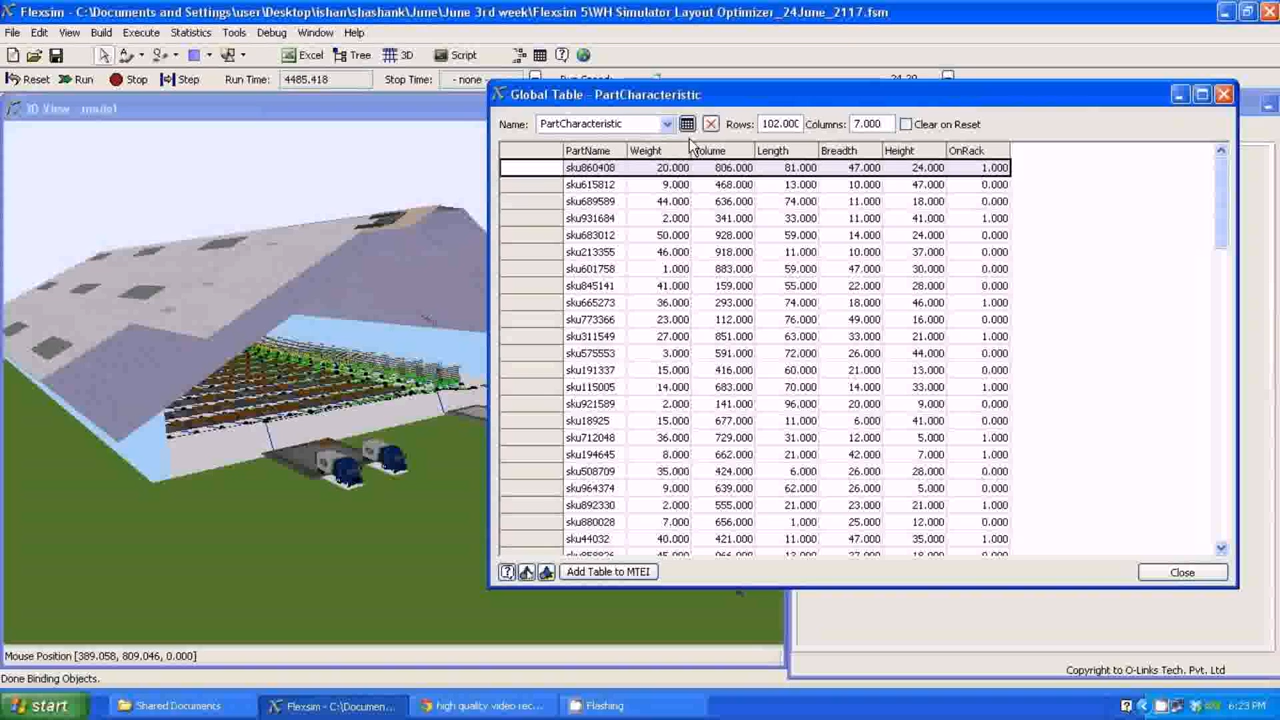 Flexsim - C:\Documents and Settings\user\Desktop\ishan\shashank\June\June 3rd week\Flexsim 5\WH Simulator Layout Optimizer_24June_2117.fsm
File Edit View Build Execute Statistics Tools Debug Window Help
Excel Tree 3D Script
Reset Run Stop Step Run Time: 4485.418 Stop Time: - none -
3D View - model
Global Table - PartCharacteristic
Name: PartCharacteristic Rows: 102.000 Columns: 7.000 Clear on Reset
PartName Weight Volume Length Breadth Height OnRack
sku860408 20.000 806.000 81.000 47.000 24.000 1.000
sku615812 9.000 468.000 13.000 10.000 47.000 0.000
sku689589 44.000 636.000 74.000 11.000 18.000 0.000
sku931684 2.000 341.000 33.000 11.000 41.000 1.000
sku683012 50.000 928.000 59.000 14.000 24.000 0.000
sku213355 46.000 918.000 11.000 10.000 37.000 0.000
sku601758 1.000 883.000 59.000 47.000 30.000 0.000
sku845141 41.000 159.000 55.000 22.000 28.000 0.000
sku665273 36.000 293.000 74.000 18.000 46.000 1.000
sku773366 23.000 112.000 76.000 49.000 16.000 0.000
sku311549 27.000 851.000 63.000 33.000 21.000 1.000
sku575553 3.000 591.000 72.000 26.000 44.000 0.000
sku191337 15.000 416.000 60.000 21.000 13.000 0.000
sku115005 14.000 683.000 70.000 14.000 33.000 1.000
sku921589 2.000 141.000 96.000 20.000 9.000 0.000
sku18925 15.000 677.000 11.000 6.000 41.000 0.000
sku712048 36.000 729.000 31.000 12.000 5.000 1.000
sku194645 8.000 662.000 21.000 42.000 7.000 1.000
sku508709 35.000 424.000 6.000 26.000 28.000 0.000
sku964374 9.000 639.000 62.000 26.000 5.000 0.000
sku892330 2.000 555.000 21.000 23.000 21.000 1.000
sku880028 7.000 656.000 1.000 25.000 12.000 0.000
sku44032 40.000 421.000 11.000 47.000 35.000 1.000
Add Table to MTEI Close
Mouse Position [389.058, 809.046, 0.000]
Copyright to O-Links Tech. Pvt. Ltd
Done Binding Objects.
start Shared Documents Flexsim - C:\Documen... high quality video rec... Flashing 6:23 PM